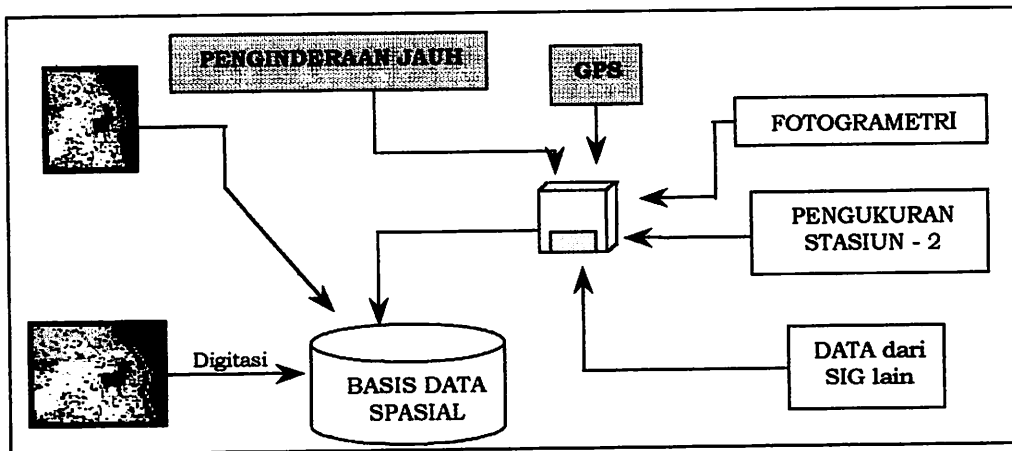 PENGINDERAAN JAUH
GPS
FOTOGRAMETRI
PENGUKURAN
STASIUN - 2
Digitasi
BASIS DATA
SPASIAL
DATA dari
SIG lain